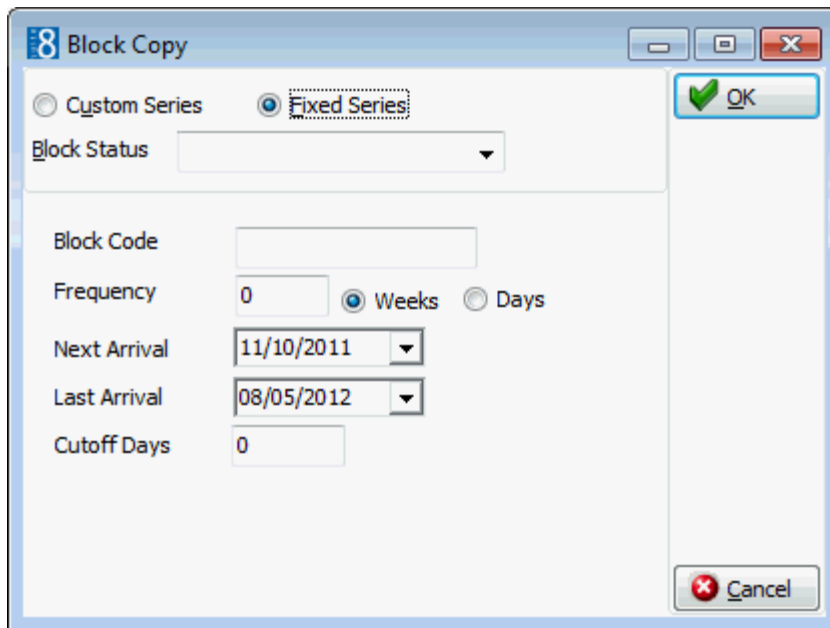 8 Block Copy
Custom Series Fixed Series OK
Block Status
Block Code
Frequency 0 Weeks Days
Next Arrival 11/10/2011
Last Arrival 08/05/2012
Cutoff Days 0
Cancel